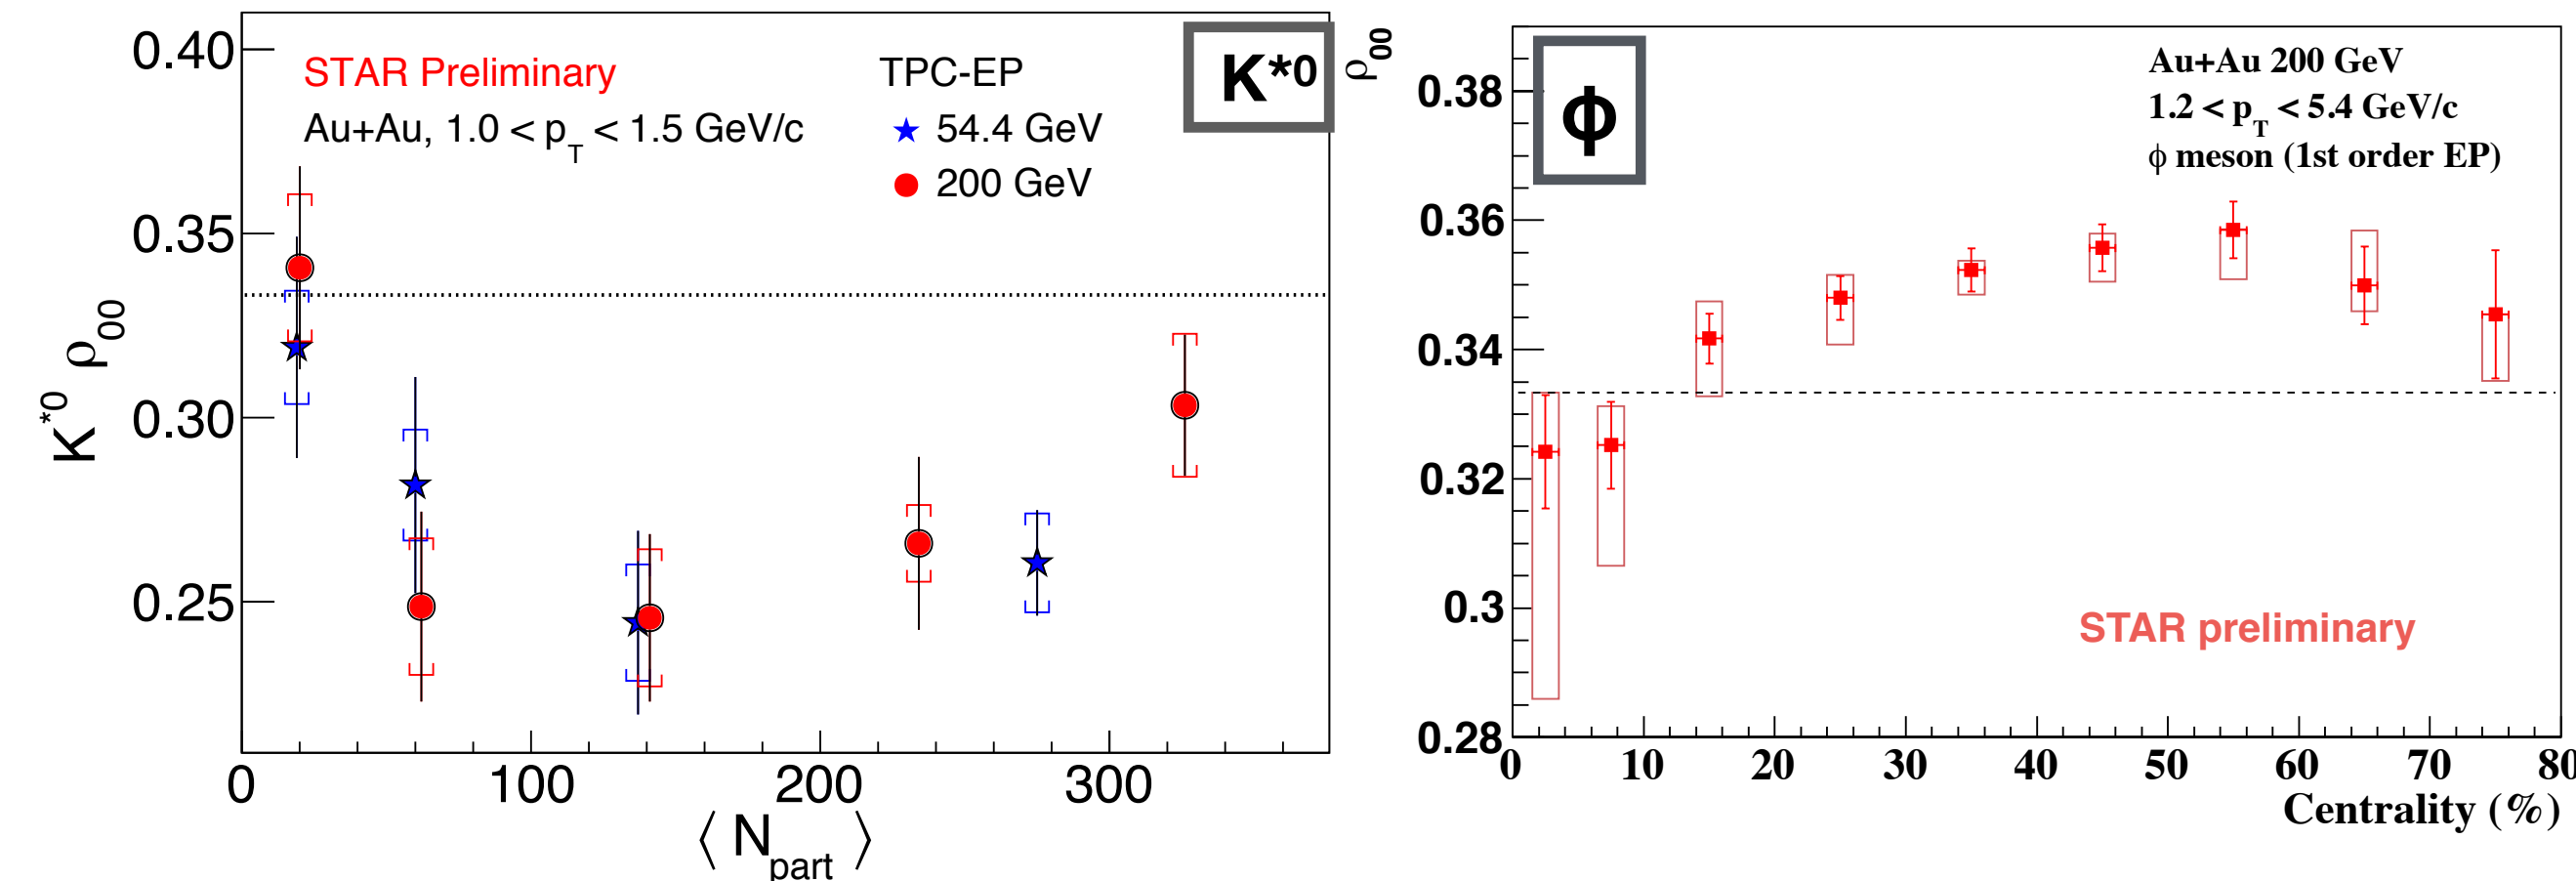 0.40
0.35
0.30
0.25
K*0 ρ00
STAR Preliminary
Au+Au, 1.0 < pT < 1.5 GeV/c
TPC-EP
54.4 GeV
200 GeV
K*0
0 100 200 300
⟨ Npart ⟩
ρ00
0.38
0.36
0.34
0.32
0.3
0.28
ϕ
Au+Au 200 GeV
1.2 < pT < 5.4 GeV/c
ϕ meson (1st order EP)
STAR preliminary
0 10 20 30 40 50 60 70 80
Centrality (%)